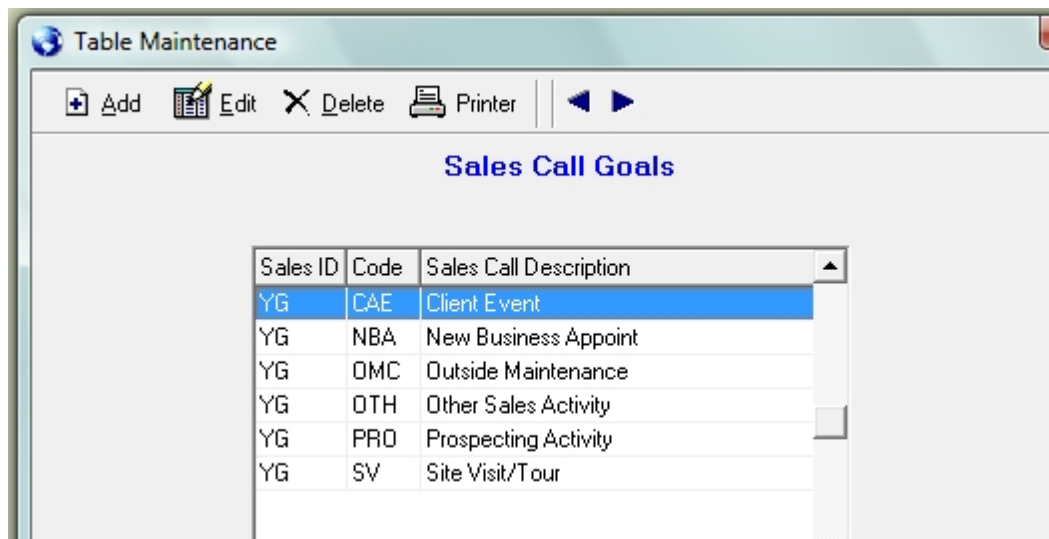 Table Maintenance
Add Edit Delete Printer
Sales Call Goals
Sales ID Code Sales Call Description
YG CAE Client Event
YG NBA New Business Appoint
YG OMC Outside Maintenance
YG OTH Other Sales Activity
YG PRO Prospecting Activity
YG SV Site Visit/Tour